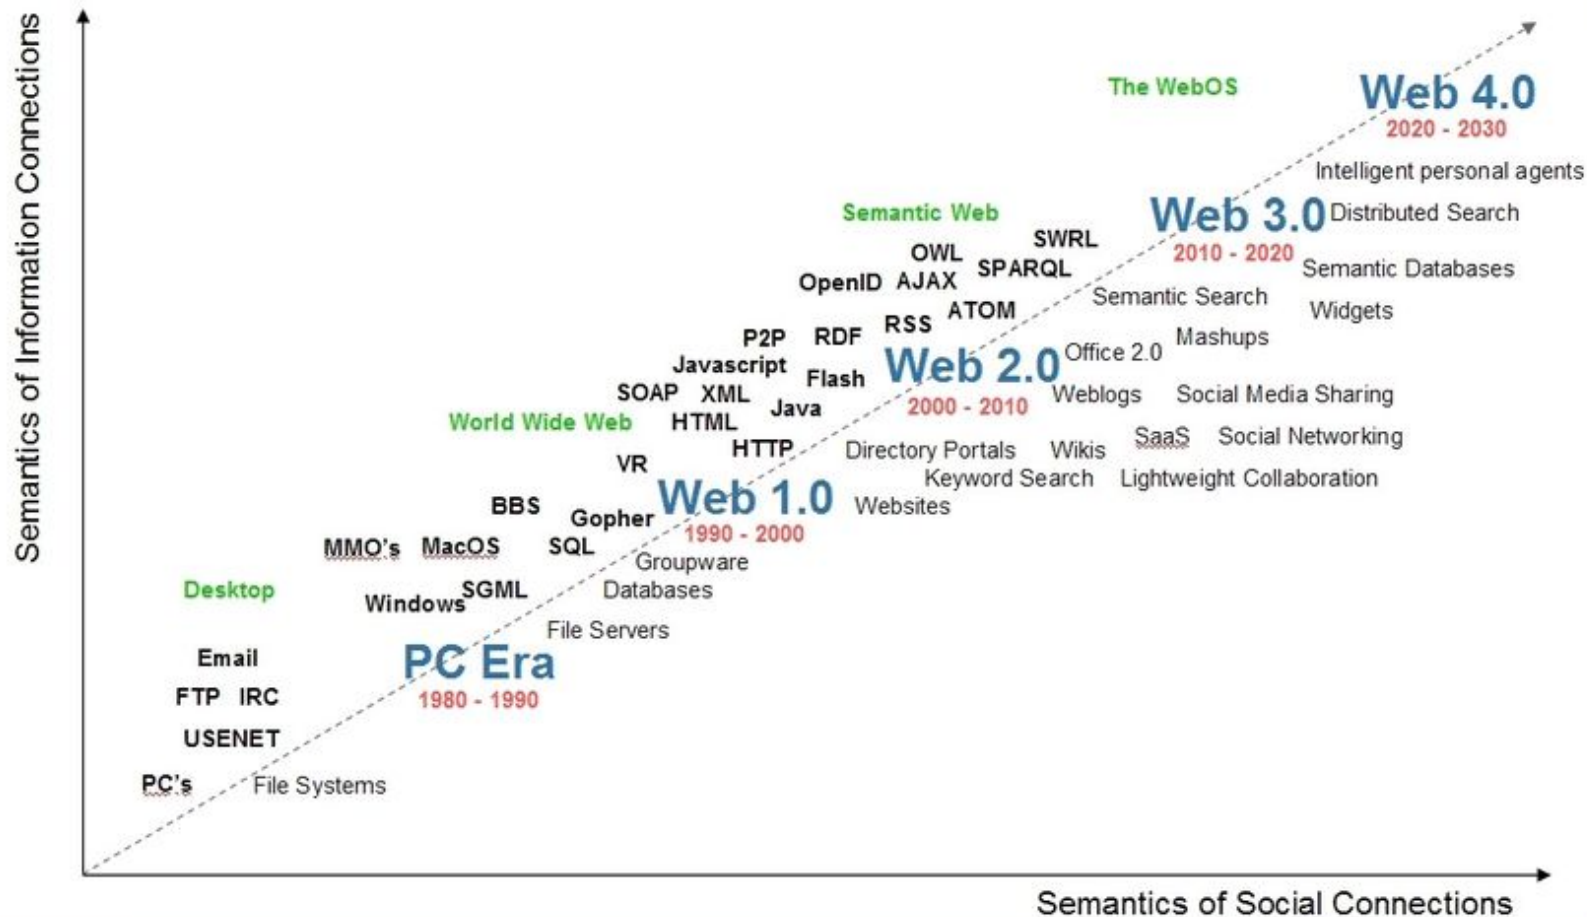 Semantics of Information Connections
The WebOS
Web 4.0
2020 - 2030
Intelligent personal agents
Semantic Web
Web 3.0
Distributed Search
2010 - 2020
SWRL
OWL
SPARQL
Semantic Databases
OpenID
AJAX
Semantic Search
Widgets
ATOM
RSS
P2P
RDF
Mashups
Office 2.0
Javascript
Web 2.0
Flash
2000 - 2010
SOAP
XML
Weblogs
Social Media Sharing
Java
World Wide Web
HTML
SaaS
Social Networking
HTTP
Directory Portals
Wikis
VR
Keyword Search
Lightweight Collaboration
Web 1.0
Websites
1990 - 2000
BBS
Gopher
MMO's
MacOS
SQL
Groupware
Desktop
SGML
Databases
Windows
File Servers
Email
PC Era
1980 - 1990
FTP
IRC
USENET
PC's
File Systems
Semantics of Social Connections